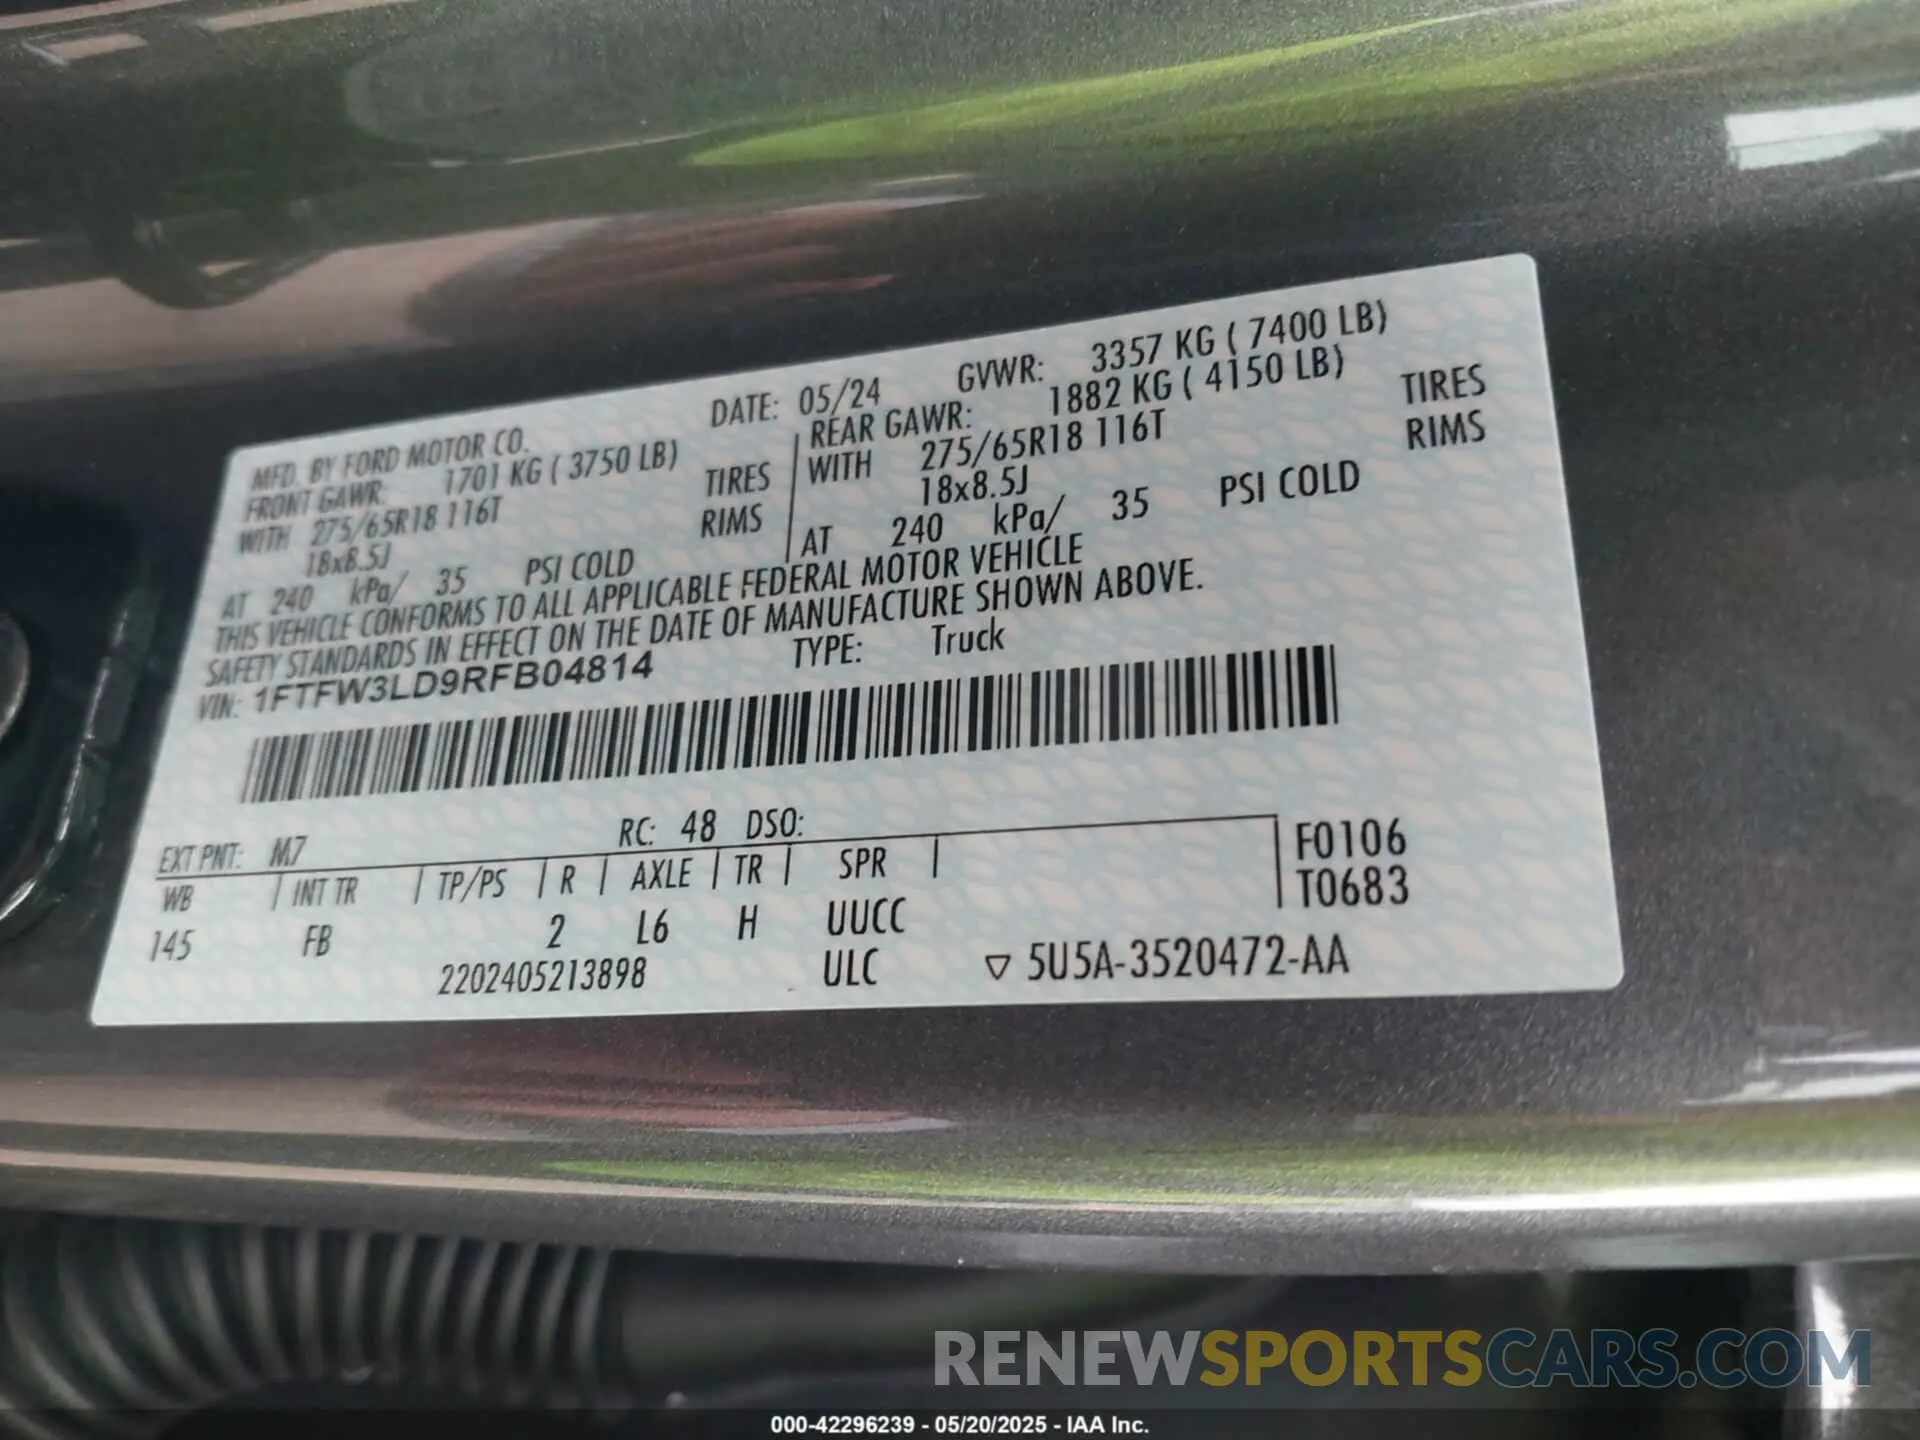 MFD. BY FORD MOTOR CO. DATE: 05/24 GVWR: 3357 KG ( 7400 LB)
FRONT GAWR: 1701 KG ( 3750 LB) REAR GAWR: 1882 KG ( 4150 LB)
WITH 275/65R18 116T TIRES WITH 275/65R18 116T TIRES
18x8.5J RIMS 18x8.5J RIMS
AT 240 kPa/ 35 PSI COLD AT 240 kPa/ 35 PSI COLD
THIS VEHICLE CONFORMS TO ALL APPLICABLE FEDERAL MOTOR VEHICLE
SAFETY STANDARDS IN EFFECT ON THE DATE OF MANUFACTURE SHOWN ABOVE.
VIN: 1FTFW3LD9RFB04814 TYPE: Truck
EXT PNT: M7 RC: 48 DSO:
WB | INT TR | TP/PS | R | AXLE | TR | SPR | F0106
T0683
145 FB 2 L6 H UUCC
2202405213898 ULC ▽ 5U5A-3520472-AA
RENEWSPORTSCARS.COM
000-42296239 - 05/20/2025 - IAA Inc.